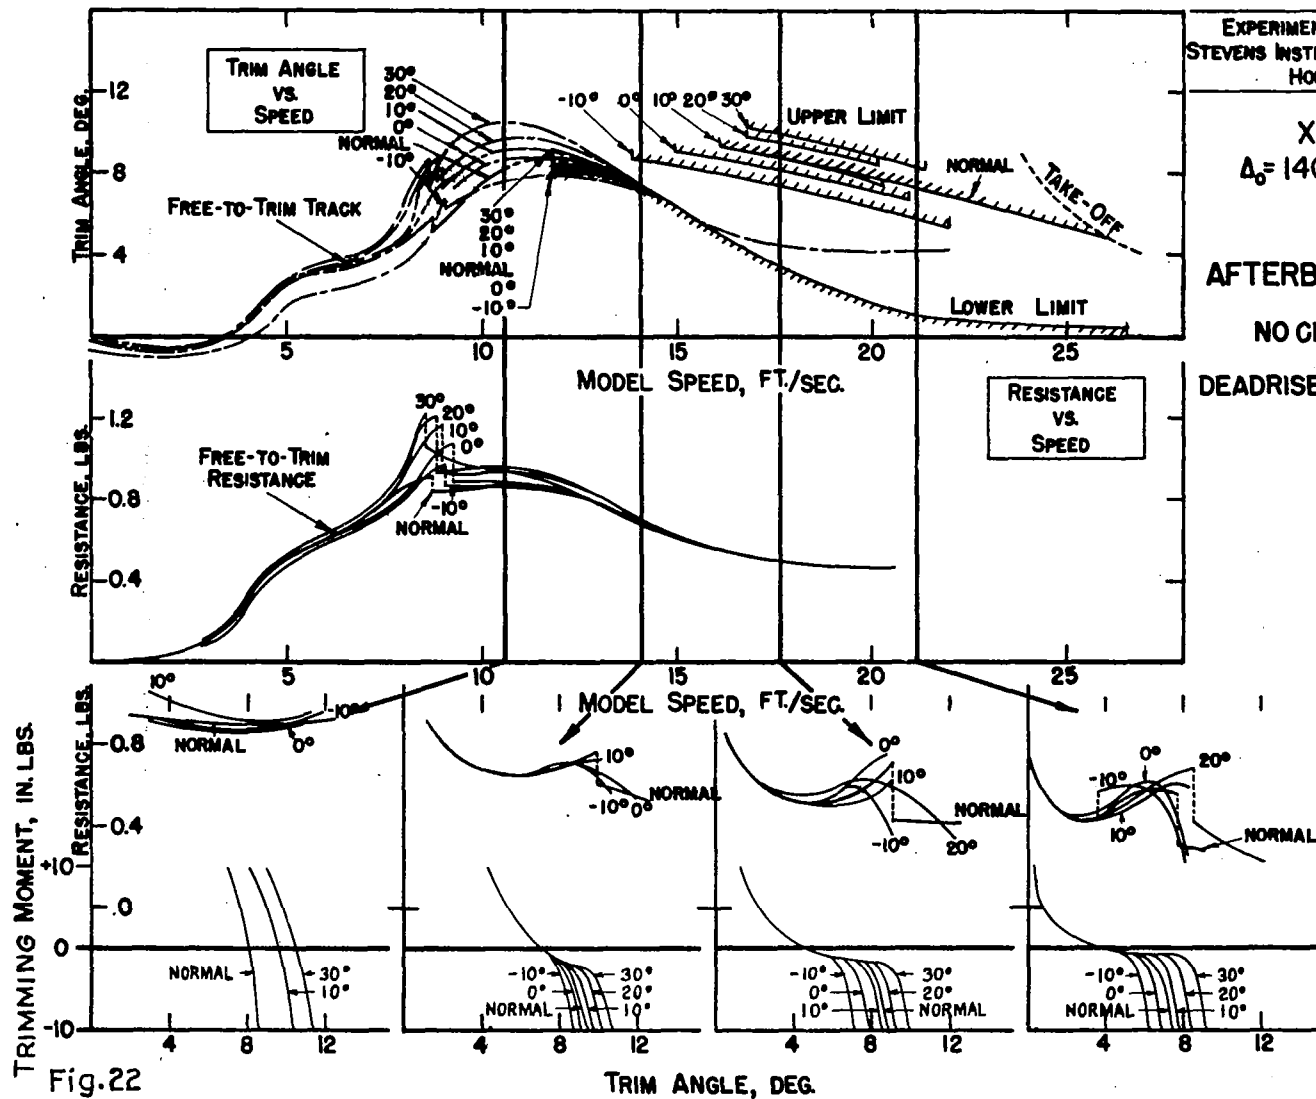 EXPERIMEN
STEVENS INSTI
HO
TRIM ANGLE
VS.
SPEED
TRIM ANGLE, DEG.
12
8
4
0
30°
20°
10°
0°
NORMAL
-10°
FREE-TO-TRIM TRACK
30°
20°
10°
NORMAL
0°
-10°
-10°
0°
10°
20°
30°
UPPER LIMIT
NORMAL
TAKE-OFF
LOWER LIMIT
X
Δ₀= 140
AFTERB
NO C
DEADRISE
5
10
15
20
25
MODEL SPEED, FT./SEC.
RESISTANCE
VS.
SPEED
RESISTANCE, LBS.
1.2
0.8
0.4
30°
20°
10°
0°
FREE-TO-TRIM
RESISTANCE
-10°
NORMAL
5
10
15
20
25
MODEL SPEED, FT./SEC.
RESISTANCE, LBS.
0.8
0.4
.0
10°
-10°
NORMAL
0°
10°
-10°
0°
NORMAL
0°
10°
NORMAL
-10°
20°
-10°
0°
20°
10°
NORMAL
TRIMMING MOMENT, IN. LBS.
+10
0
-10
NORMAL
30°
10°
-10°
0°
NORMAL
30°
20°
10°
-10°
0°
10°
30°
20°
NORMAL
-10°
0°
NORMAL
30°
20°
10°
4
8
12
4
8
12
4
8
12
4
8
12
TRIM ANGLE, DEG.
Fig.22